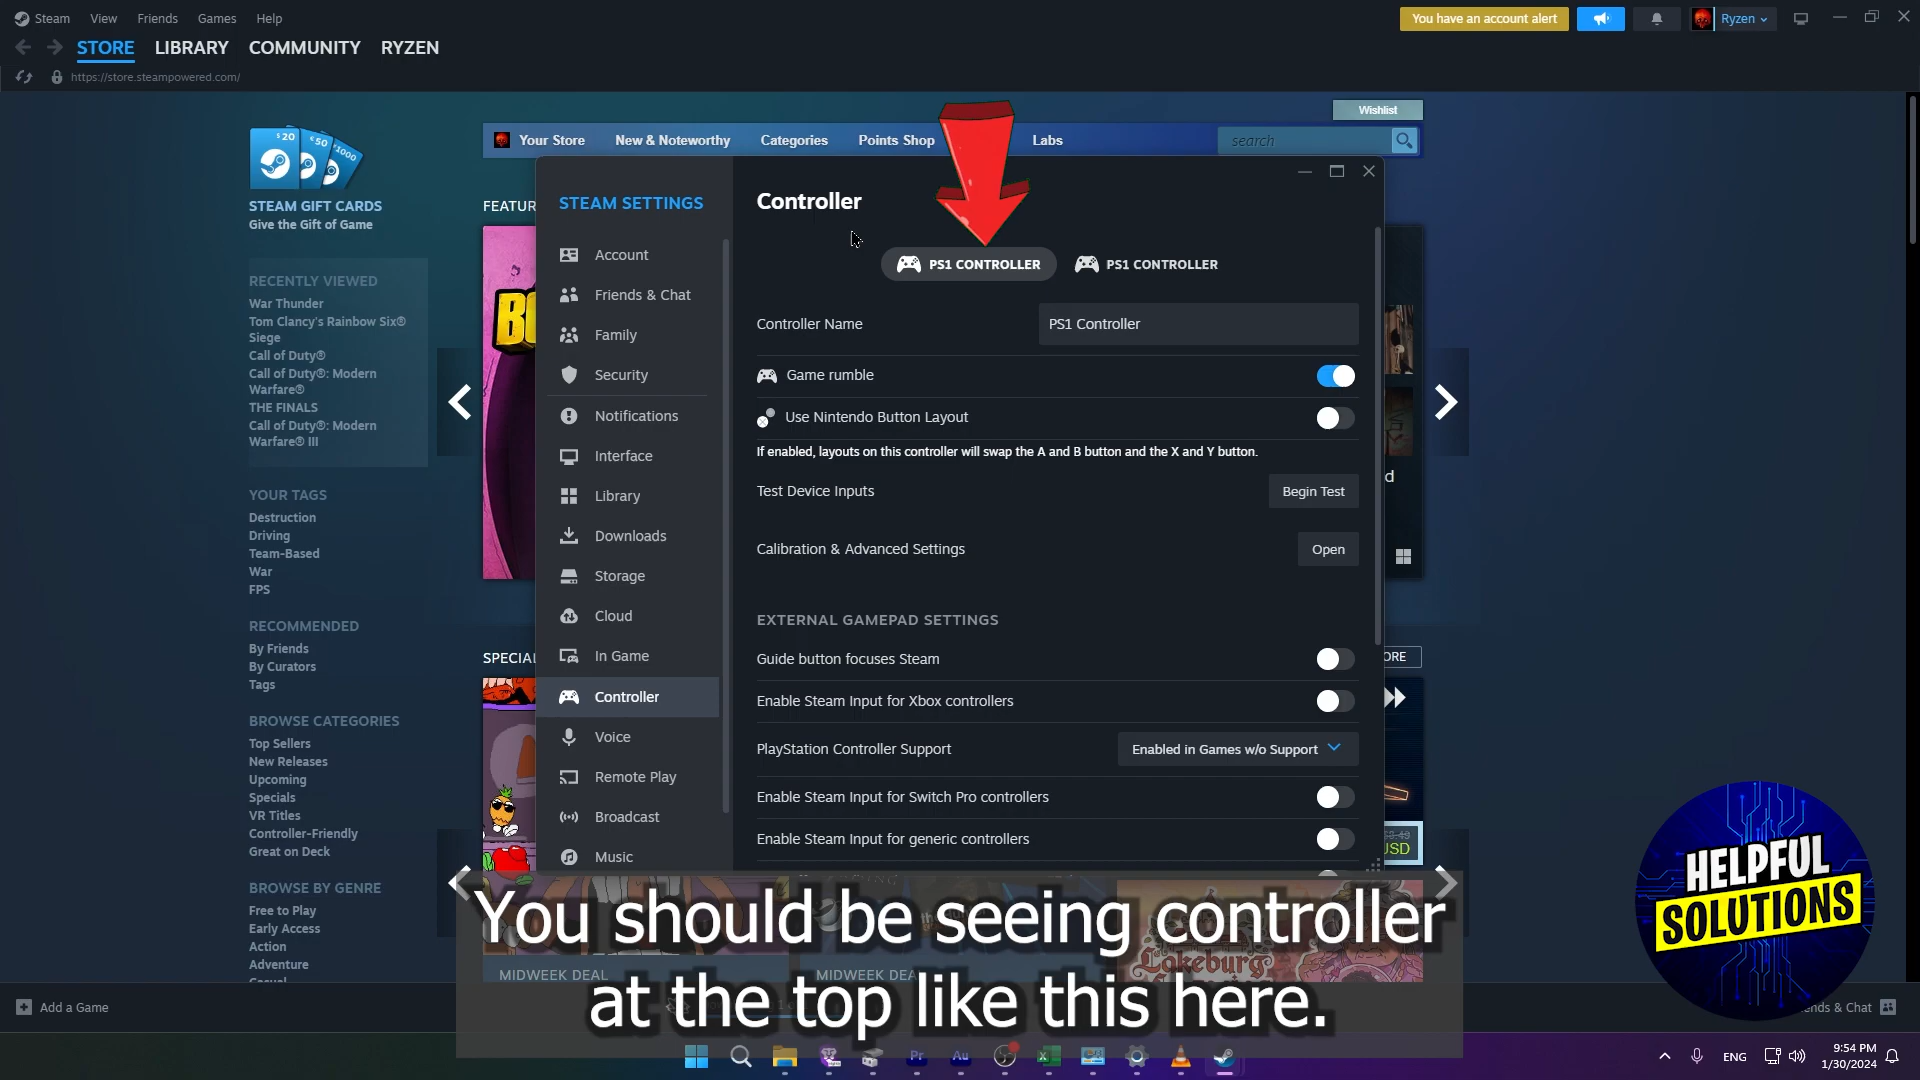 Steam View Friends Games Help
You have an account alert
Ryzen
STORE LIBRARY COMMUNITY RYZEN
https://store.steampowered.com/
Wishlist
$20 €50 ¥1000
Your Store New & Noteworthy Categories Points Shop Labs
search
STEAM GIFT CARDS
Give the Gift of Game
FEATUR
RECENTLY VIEWED
War Thunder
Tom Clancy's Rainbow Six®
Siege
Call of Duty®
Call of Duty®: Modern
Warfare®
THE FINALS
Call of Duty®: Modern
Warfare® III
YOUR TAGS
Destruction
Driving
Team-Based
War
FPS
RECOMMENDED
By Friends
By Curators
Tags
BROWSE CATEGORIES
Top Sellers
New Releases
Upcoming
Specials
VR Titles
Controller-Friendly
Great on Deck
BROWSE BY GENRE
Free to Play
Early Access
Action
Adventure
Casual
SPECIA
STEAM SETTINGS
Account
Friends & Chat
Family
Security
Notifications
Interface
Library
Downloads
Storage
Cloud
In Game
Controller
Voice
Remote Play
Broadcast
Music
Controller
PS1 CONTROLLER PS1 CONTROLLER
Controller Name PS1 Controller
Game rumble
Use Nintendo Button Layout
If enabled, layouts on this controller will swap the A and B button and the X and Y button.
Test Device Inputs Begin Test
Calibration & Advanced Settings Open
EXTERNAL GAMEPAD SETTINGS
Guide button focuses Steam
Enable Steam Input for Xbox controllers
PlayStation Controller Support Enabled in Games w/o Support
Enable Steam Input for Switch Pro controllers
Enable Steam Input for generic controllers
d
ORE
USD
You should be seeing controller
at the top like this here.
MIDWEEK DEAL MIDWEEK DEA
Lakeburg
HELPFUL
SOLUTIONS
Add a Game
ends & Chat
Pr Au
ENG
9:54 PM
1/30/2024